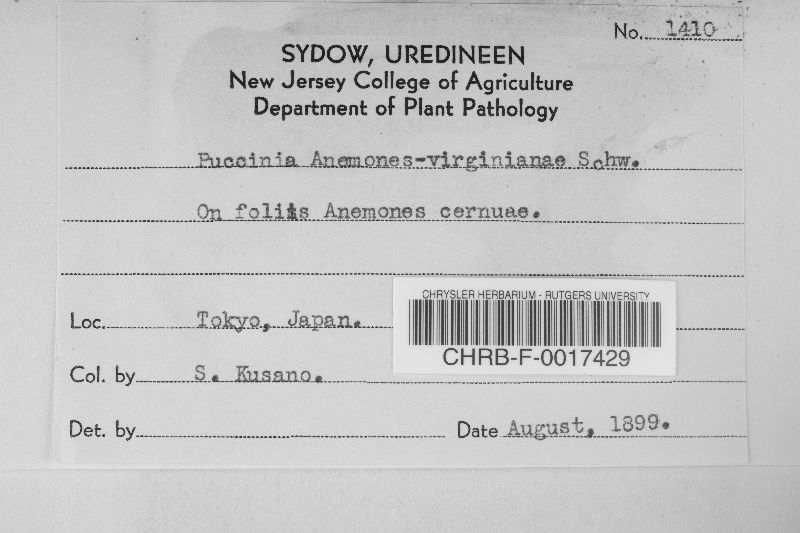 No. 1410
SYDOW, UREDINEEN
New Jersey College of Agriculture
Department of Plant Pathology
Puccinia Anemones-virginianae Schw.
On foliis Anemones cernuae.
CHRYSLER HERBARIUM - RUTGERS UNIVERSITY
Loc. Tokyo, Japan.
CHRB-F-0017429
Col. by S. Kusano.
Det. by
Date August, 1899.